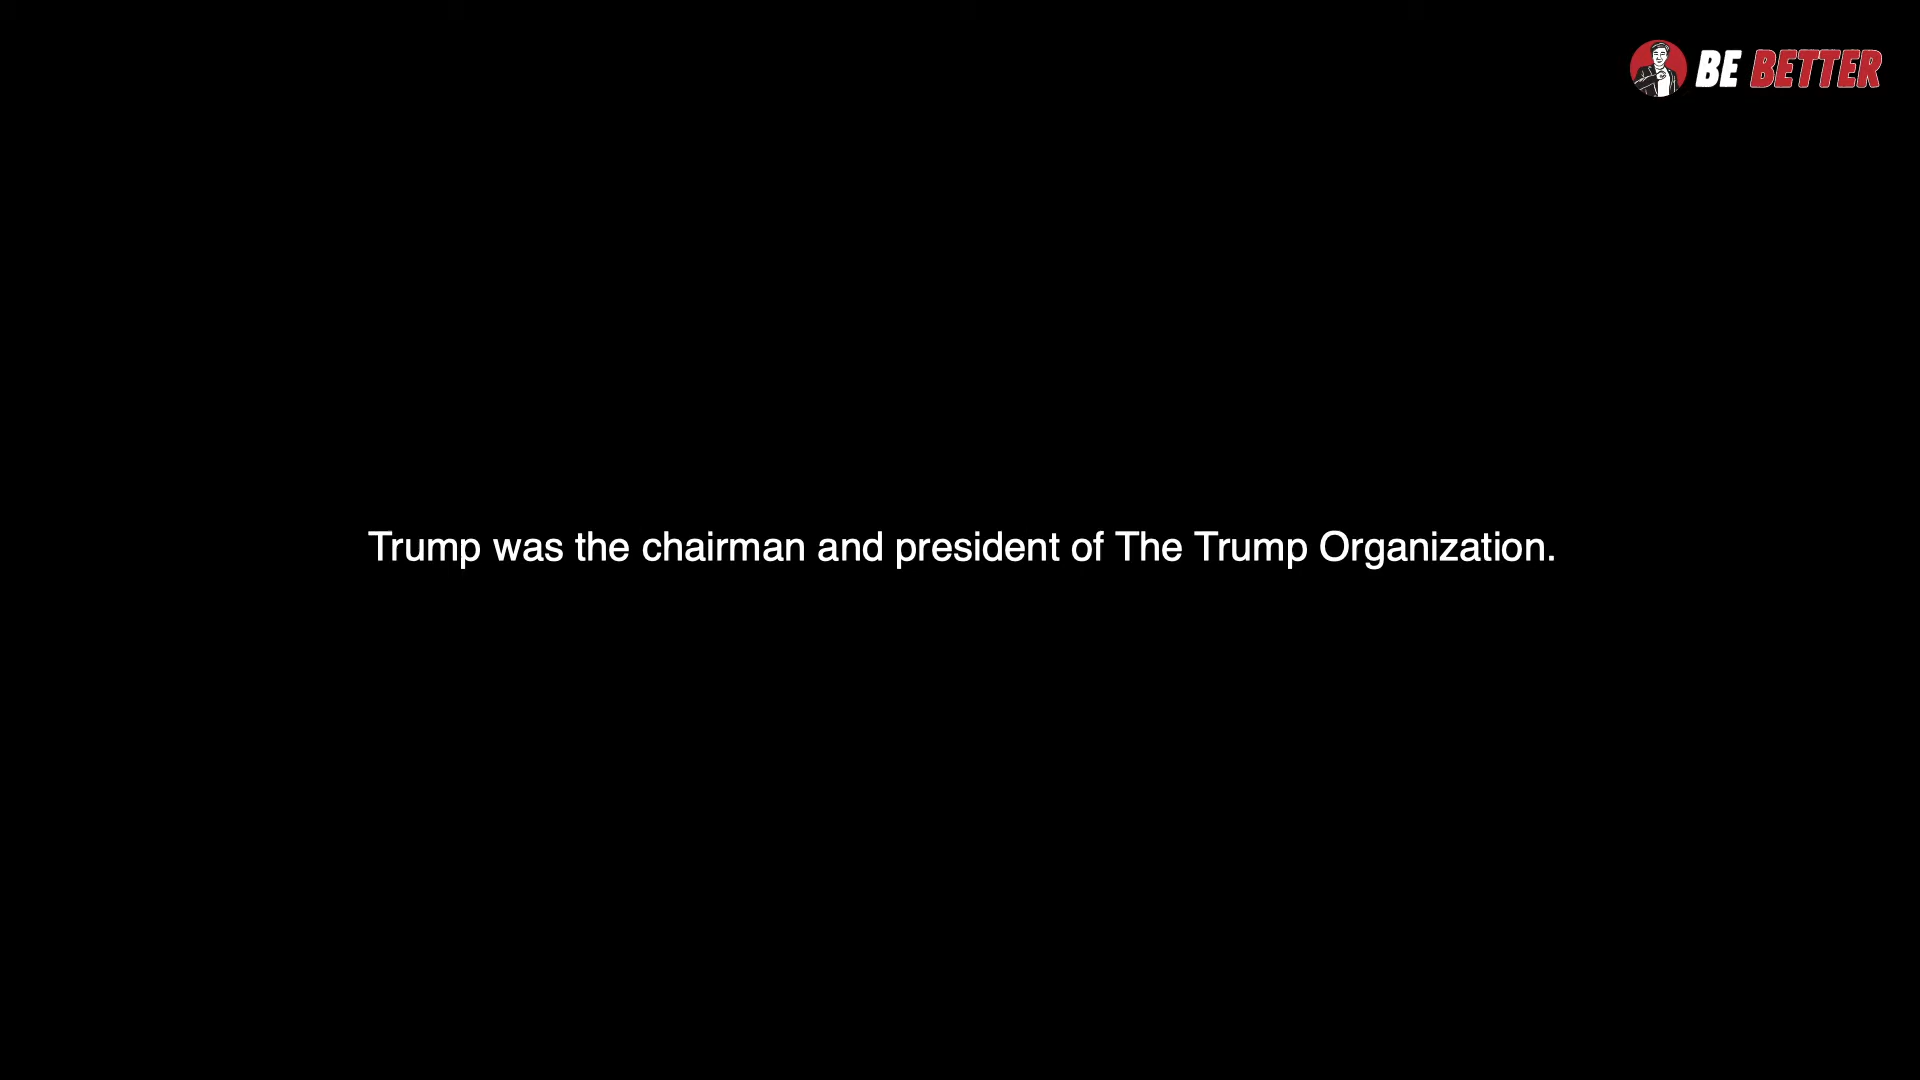 BE BETTER
Trump was the chairman and president of The Trump Organization.